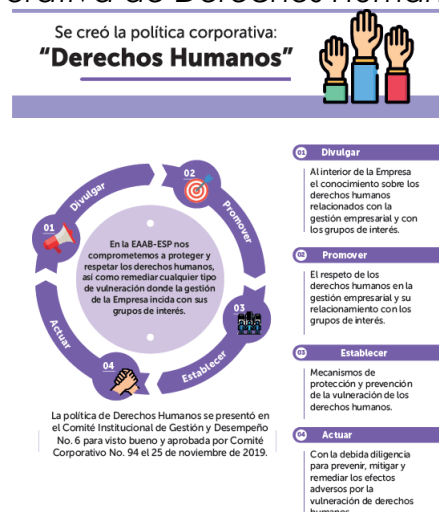 Se creó la política corporativa:
“Derechos Humanos”
01 Divulgar
02 Promover
03 Establecer
04 Actuar
En la EAAB-ESP nos
comprometemos a proteger y
respetar los derechos humanos,
así como remediar cualquier tipo
de vulneración donde la gestión
de la Empresa incida con sus
grupos de interés.
La política de Derechos Humanos se presentó en
el Comité Institucional de Gestión y Desempeño
No. 6 para visto bueno y aprobada por Comité
Corporativo No. 94 el 25 de noviembre de 2019.
01 Divulgar
Al interior de la Empresa
el conocimiento sobre los
derechos humanos
relacionados con la
gestión empresarial y con
los grupos de interés.
02 Promover
El respeto de los
derechos humanos en la
gestión empresarial y su
relacionamiento con los
grupos de interés.
03 Establecer
Mecanismos de
protección y prevención
de la vulneración de los
derechos humanos.
04 Actuar
Con la debida diligencia
para prevenir, mitigar y
remediar los efectos
adversos por la
vulneración de derechos
humanos